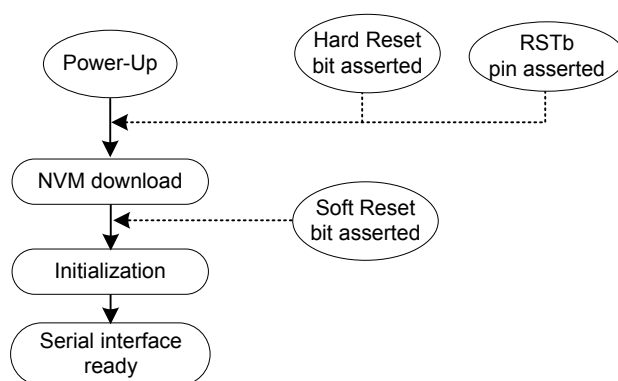 Power-Up
Hard Reset
bit asserted
RSTb
pin asserted
NVM download
Soft Reset
bit asserted
Initialization
Serial interface
ready